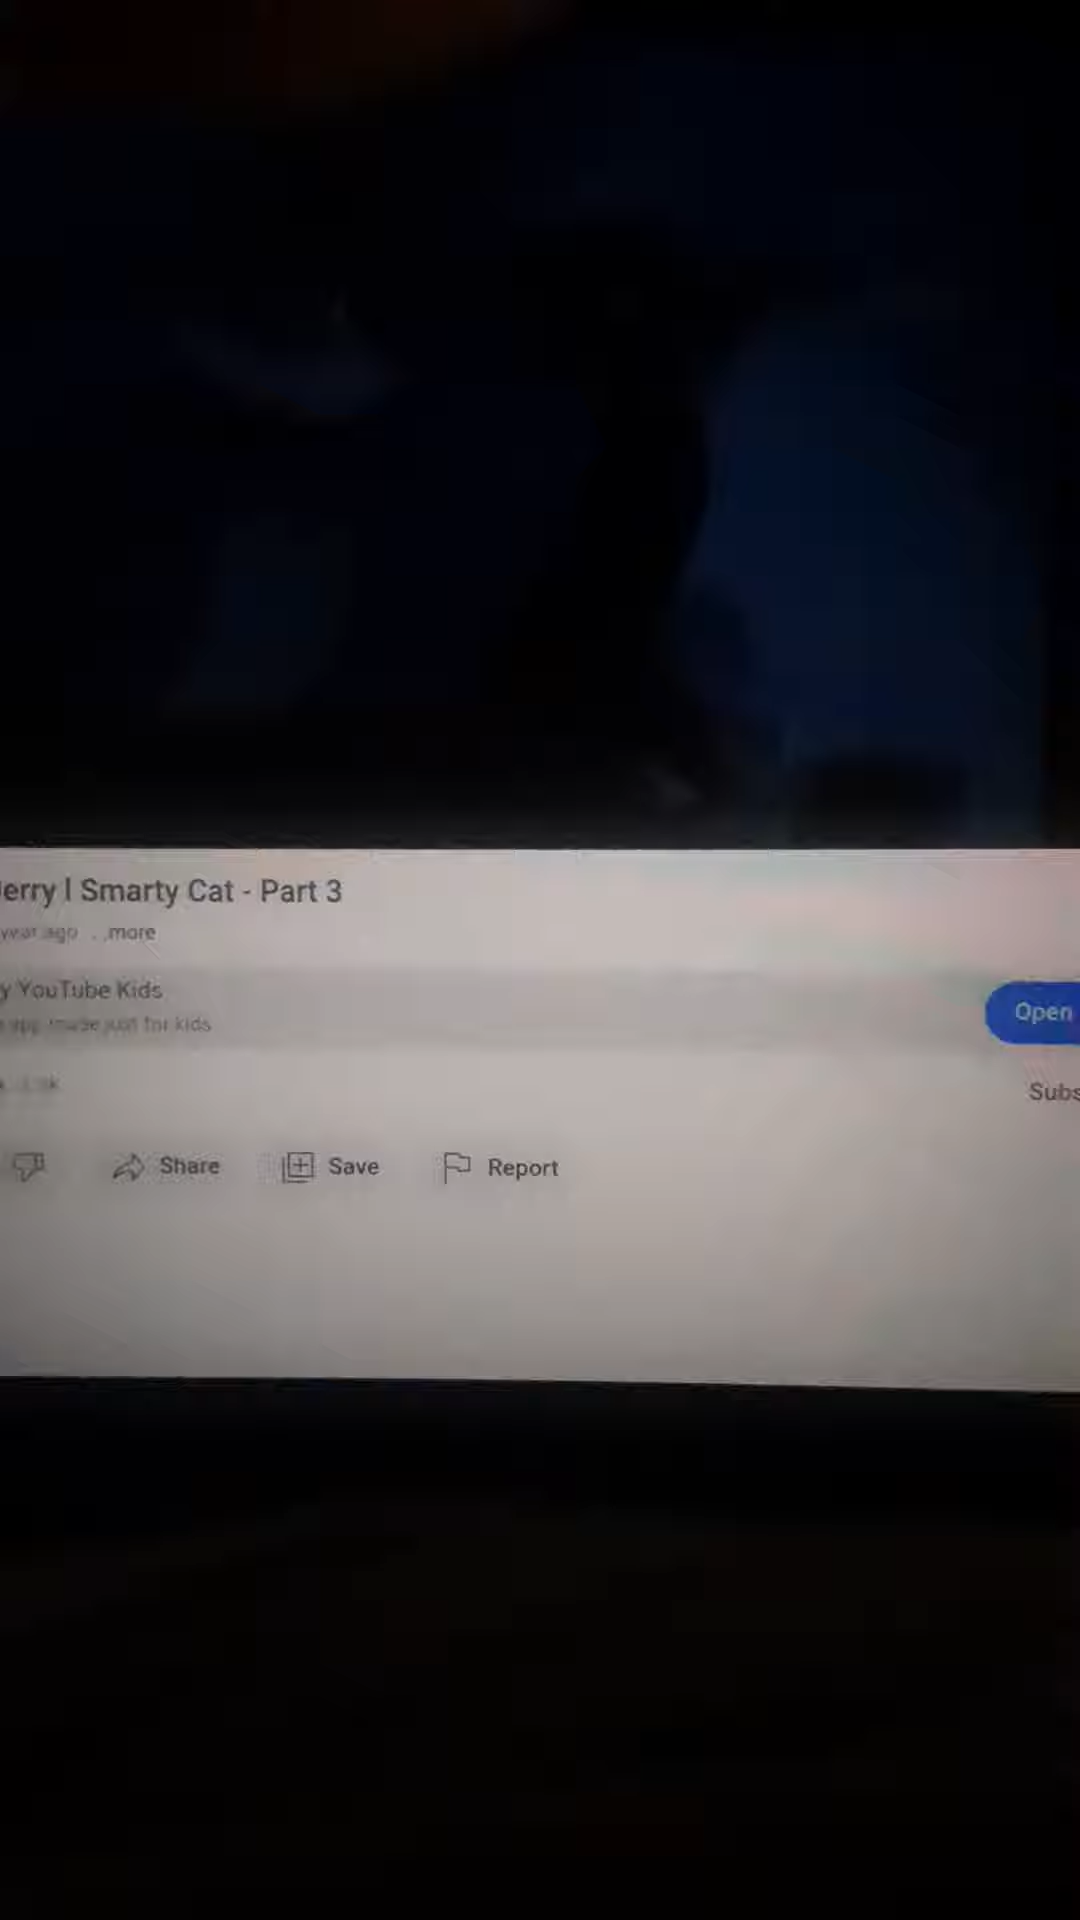 erry | Smarty Cat - Part 3
year ago ...more
y YouTube Kids
app made just for kids
Open
Subs
Share Save Report